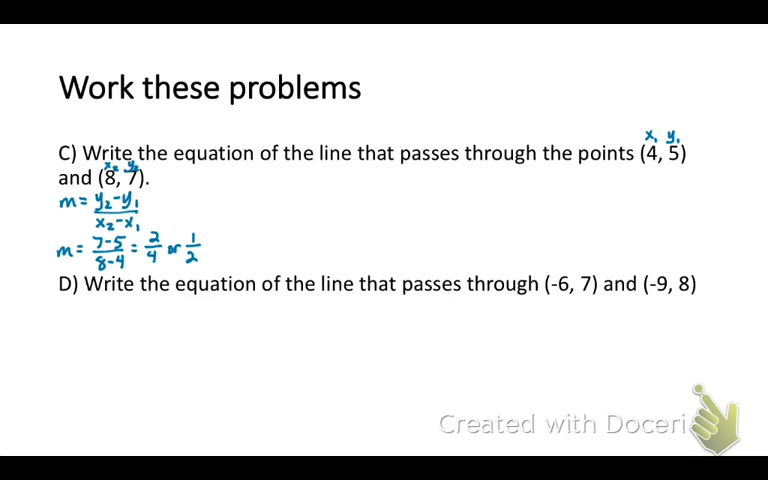 Work these problems
x₁ y₁
C) Write the equation of the line that passes through the points (4, 5)
x₂ y₂
and (8, 7).
m = y₂-y₁
x₂-x₁
m = 7-5 = 2 or 1
8-4 4 2
D) Write the equation of the line that passes through (-6, 7) and (-9, 8)
Created with Doceri